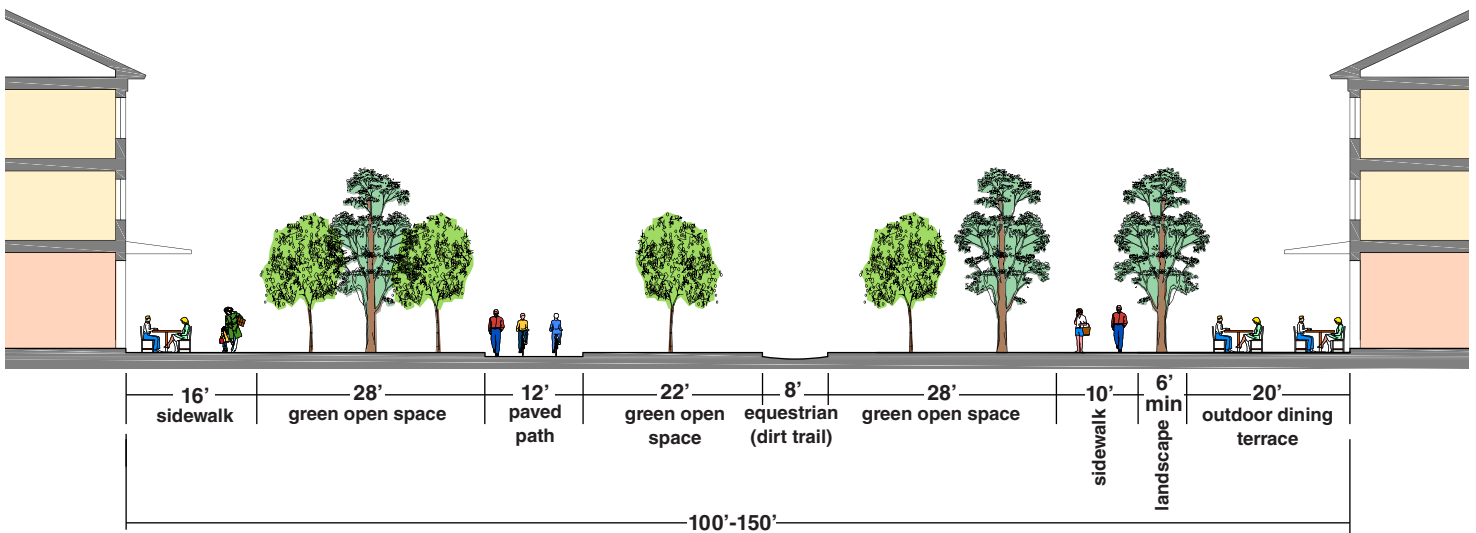 16’
sidewalk
28’
green open space
12’
paved
path
22’
green open
space
8’
equestrian
(dirt trail)
28’
green open space
10’
sidewalk
6’
min
landscape
20’
outdoor dining
terrace
100’-150’